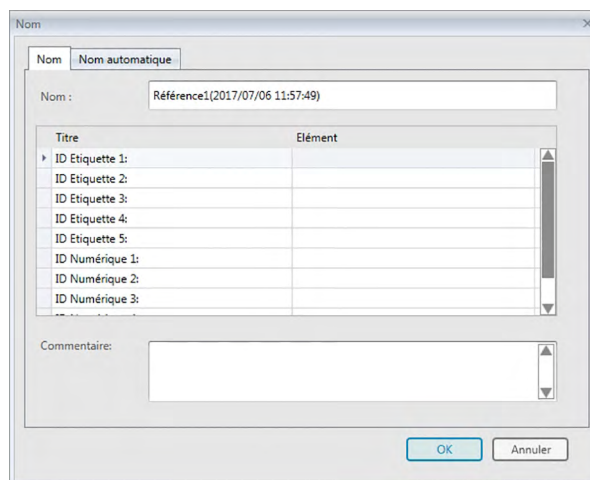 Nom
Nom Nom automatique
Nom : Référence1(2017/07/06 11:57:49)
Titre Elément
ID Etiquette 1:
ID Etiquette 2:
ID Etiquette 3:
ID Etiquette 4:
ID Etiquette 5:
ID Numérique 1:
ID Numérique 2:
ID Numérique 3:
Commentaire:
OK Annuler